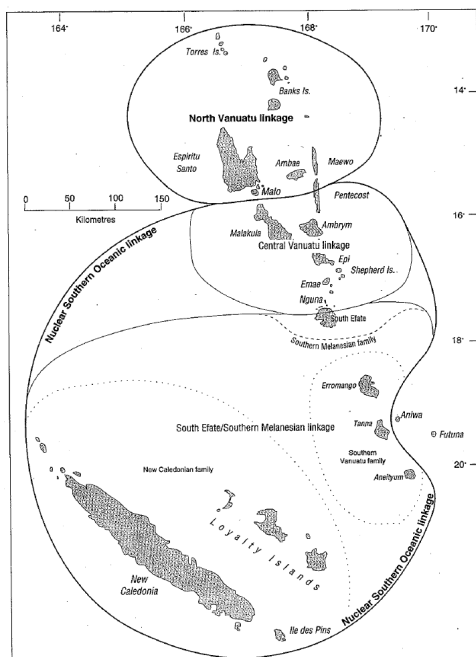 164° 166° 168° 170°
Torres Is.
Banks Is.
14°
North Vanuatu linkage
Espiritu
Santo
Ambae
Maewo
Malo
0 50 100 150
Kilometres
Pentecost
16°
Malakula
Ambrym
Central Vanuatu linkage
Epi
Shepherd Is.
Emae
Nguna
South Efate
Nuclear Southern Oceanic linkage
Southern Melanesian family
18°
Erromango
Aniwa
Tanna
Futuna
South Efate/Southern Melanesian linkage
Southern
Vanuatu family
20°
Aneityum
New Caledonian family
Loyalty Islands
New
Caledonia
Ile des Pins
Nuclear Southern Oceanic linkage